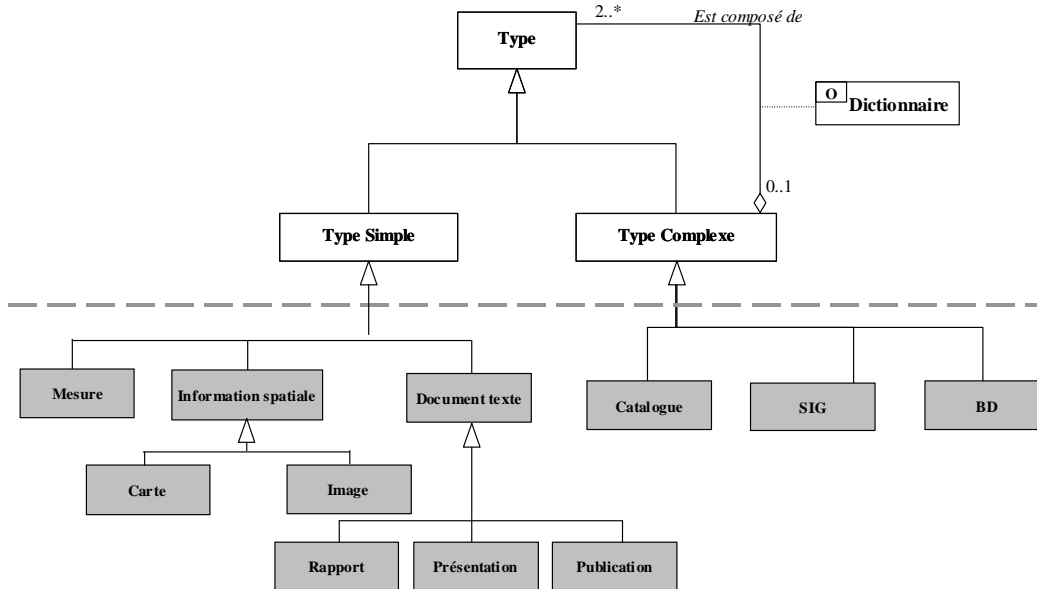 2..*
Est composé de
Type
O
Dictionnaire
0..1
Type Simple
Type Complexe
Mesure
Information spatiale
Document texte
Catalogue
SIG
BD
Carte
Image
Rapport
Présentation
Publication